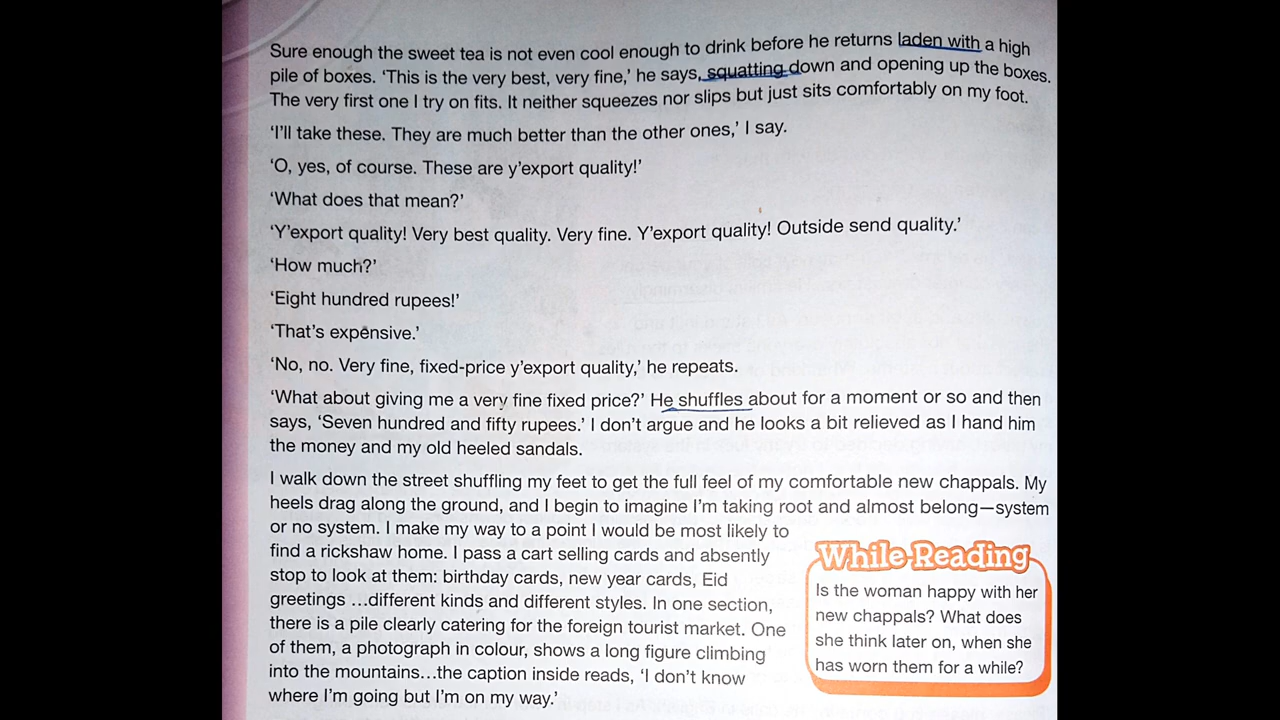 Sure enough the sweet tea is not even cool enough to drink before he returns laden with a high
pile of boxes. ‘This is the very best, very fine,’ he says, squatting down and opening up the boxes.
The very first one I try on fits. It neither squeezes nor slips but just sits comfortably on my foot.
‘I’ll take these. They are much better than the other ones,’ I say.
‘O, yes, of course. These are y’export quality!’
‘What does that mean?’
‘Y’export quality! Very best quality. Very fine. Y’export quality! Outside send quality.’
‘How much?’
‘Eight hundred rupees!’
‘That’s expensive.’
‘No, no. Very fine, fixed-price y’export quality,’ he repeats.
‘What about giving me a very fine fixed price?’ He shuffles about for a moment or so and then
says, ‘Seven hundred and fifty rupees.’ I don’t argue and he looks a bit relieved as I hand him
the money and my old heeled sandals.
I walk down the street shuffling my feet to get the full feel of my comfortable new chappals. My
heels drag along the ground, and I begin to imagine I’m taking root and almost belong—system
or no system. I make my way to a point I would be most likely to
find a rickshaw home. I pass a cart selling cards and absently
stop to look at them: birthday cards, new year cards, Eid
greetings …different kinds and different styles. In one section,
there is a pile clearly catering for the foreign tourist market. One
of them, a photograph in colour, shows a long figure climbing
into the mountains…the caption inside reads, ‘I don’t know
where I’m going but I’m on my way.’
While Reading
Is the woman happy with her
new chappals? What does
she think later on, when she
has worn them for a while?